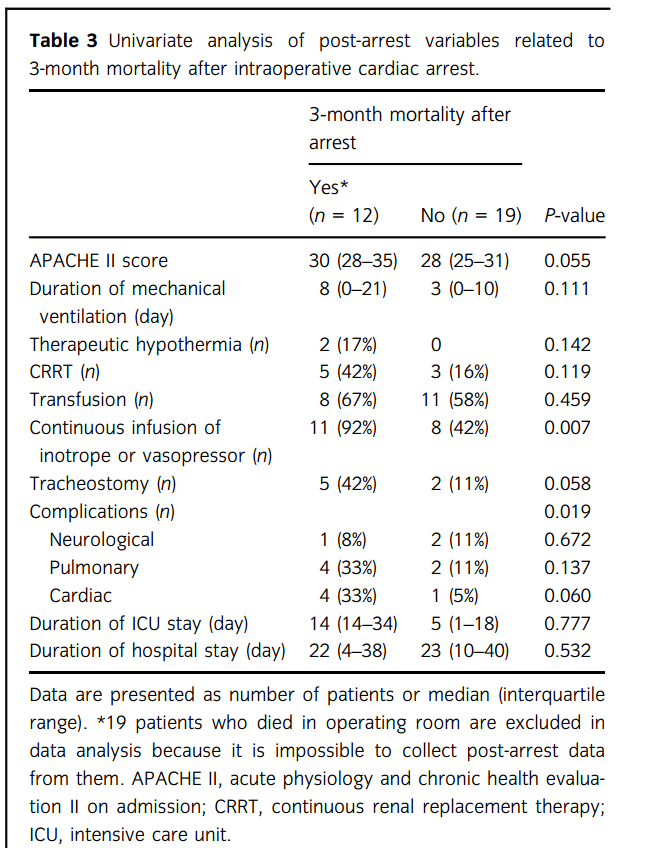 Table 3 Univariate analysis of post-arrest variables related to
3-month mortality after intraoperative cardiac arrest.
3-month mortality after
arrest
Yes*
(n = 12) No (n = 19) P-value
APACHE II score 30 (28–35) 28 (25–31) 0.055
Duration of mechanical 8 (0–21) 3 (0–10) 0.111
ventilation (day)
Therapeutic hypothermia (n) 2 (17%) 0 0.142
CRRT (n) 5 (42%) 3 (16%) 0.119
Transfusion (n) 8 (67%) 11 (58%) 0.459
Continuous infusion of 11 (92%) 8 (42%) 0.007
inotrope or vasopressor (n)
Tracheostomy (n) 5 (42%) 2 (11%) 0.058
Complications (n) 0.019
Neurological 1 (8%) 2 (11%) 0.672
Pulmonary 4 (33%) 2 (11%) 0.137
Cardiac 4 (33%) 1 (5%) 0.060
Duration of ICU stay (day) 14 (14–34) 5 (1–18) 0.777
Duration of hospital stay (day) 22 (4–38) 23 (10–40) 0.532
Data are presented as number of patients or median (interquartile
range). *19 patients who died in operating room are excluded in
data analysis because it is impossible to collect post-arrest data
from them. APACHE II, acute physiology and chronic health evalua-
tion II on admission; CRRT, continuous renal replacement therapy;
ICU, intensive care unit.